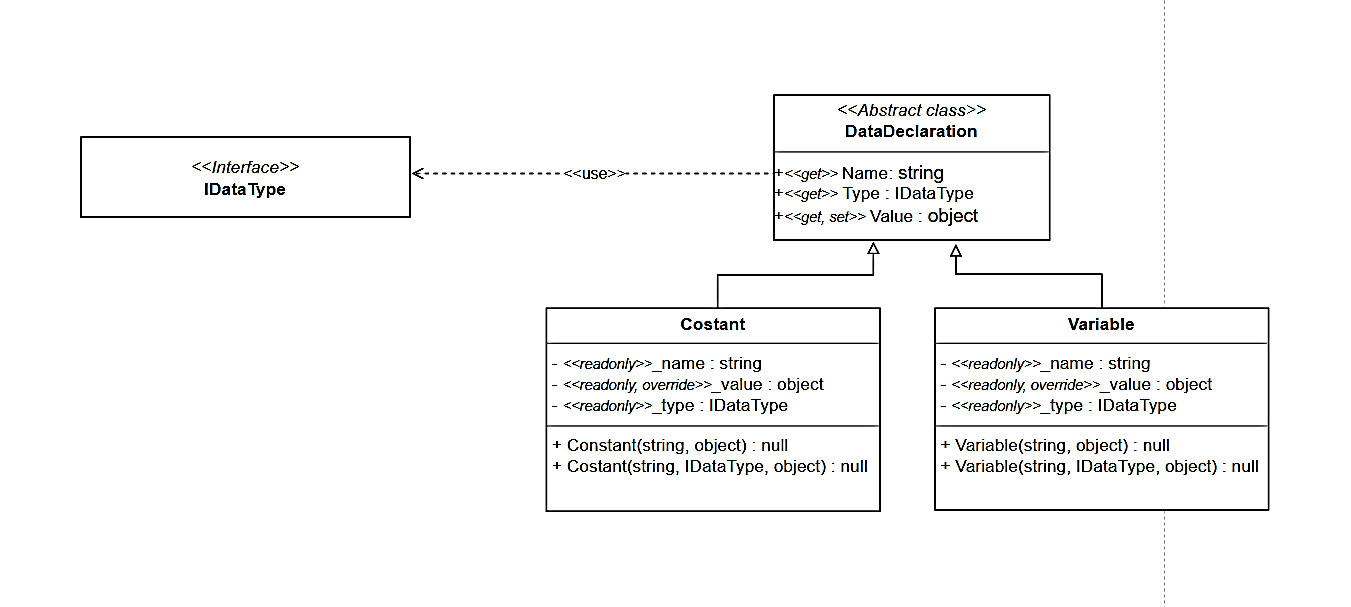 <<Abstract class>>
DataDeclaration
<<Interface>>
IDataType
<<use>>
+<<get>> Name: string
+<<get>> Type : IDataType
+<<get, set>> Value : object
Costant
- <<readonly>>_name : string
- <<readonly, override>>_value : object
- <<readonly>>_type : IDataType
+ Constant(string, object) : null
+ Costant(string, IDataType, object) : null
Variable
- <<readonly>>_name : string
- <<readonly, override>>_value : object
- <<readonly>>_type : IDataType
+ Variable(string, object) : null
+ Variable(string, IDataType, object) : null